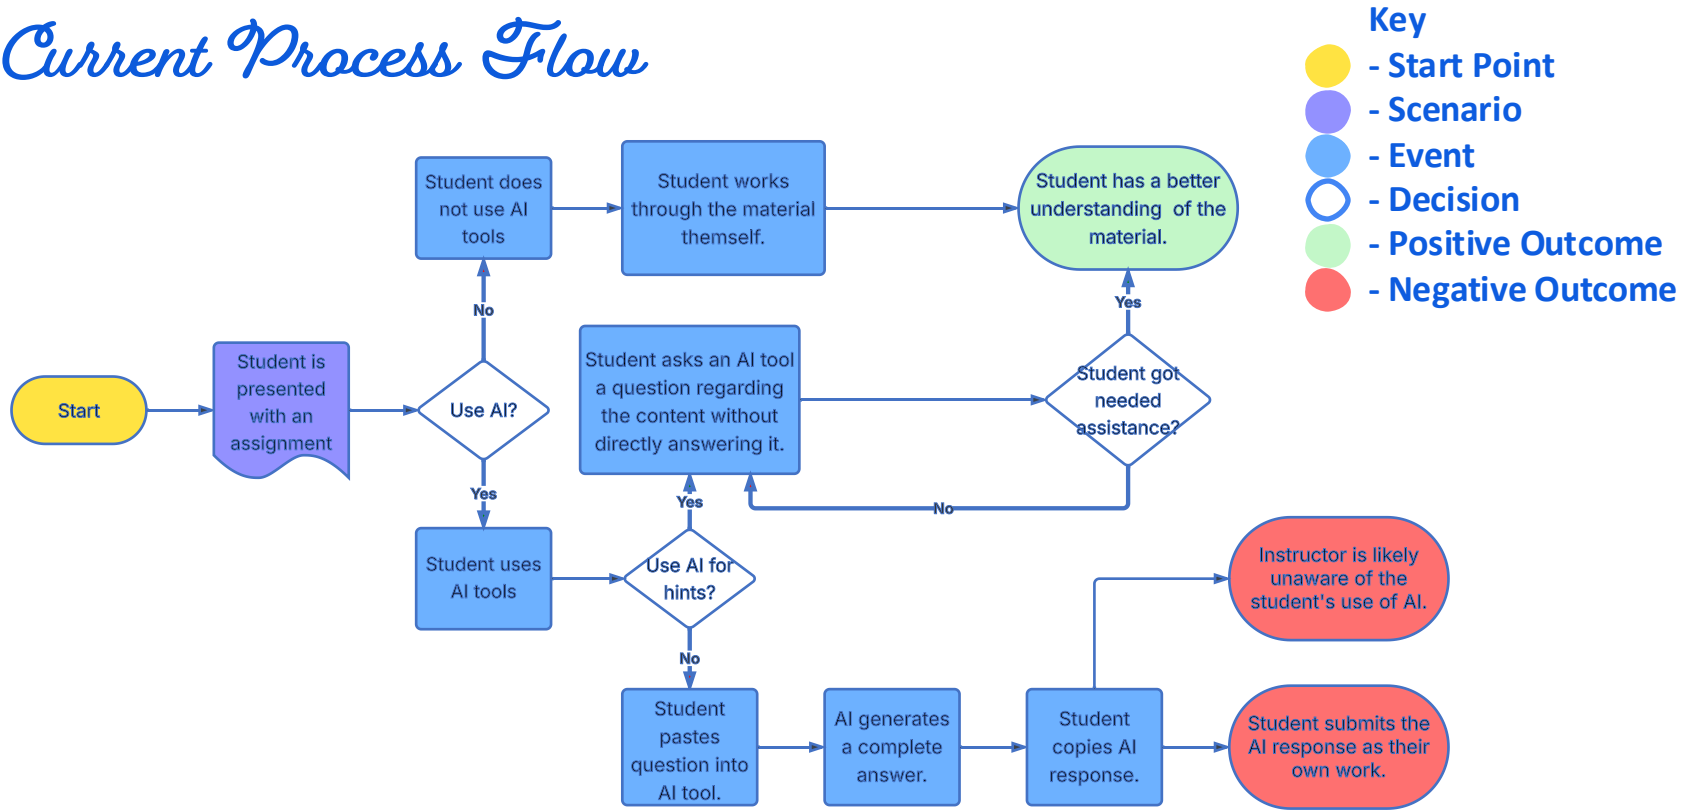 Current Process Flow
Key
- Start Point
- Scenario
- Event
- Decision
- Positive Outcome
- Negative Outcome
Start
Student is
presented
with an
assignment
Use AI?
No
Student does
not use AI
tools
Student works
through the material
themself.
Student has a better
understanding of the
material.
Yes
Student uses
AI tools
Use AI for
hints?
Yes
Student asks an AI tool
a question regarding
the content without
directly answering it.
Student got
needed
assistance?
Yes
No
No
Student
pastes
question into
AI tool.
AI generates
a complete
answer.
Student
copies AI
response.
Instructor is likely
unaware of the
student's use of AI.
Student submits the
AI response as their
own work.